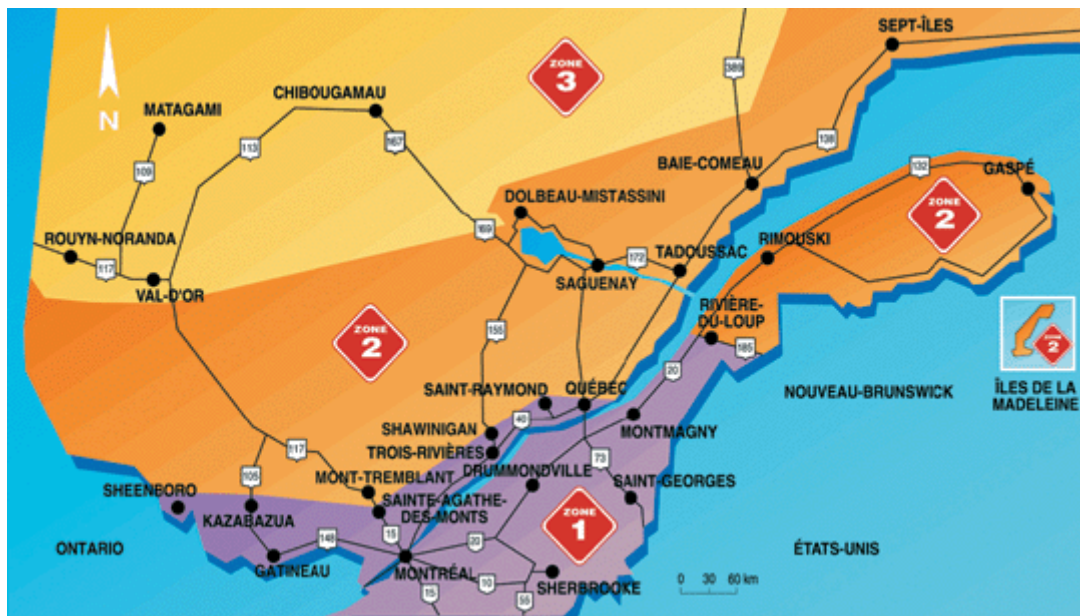 SEPT-ÎLES
ZONE
3
389
CHIBOUGAMAU
MATAGAMI
N
113
167
138
109
BAIE-COMEAU
132
GASPÉ
DOLBEAU-MISTASSINI
ZONE
2
ROUYN-NORANDA
169
172
TADOUSSAC
RIMOUSKI
117
SAGUENAY
VAL-D'OR
RIVIÈRE-
DU-LOUP
155
ZONE
2
185
ZONE
2
20
SAINT-RAYMOND
QUÉBEC
NOUVEAU-BRUNSWICK
ÎLES DE LA
MADELEINE
40
SHAWINIGAN
MONTMAGNY
TROIS-RIVIÈRES
117
73
DRUMMONDVILLE
105
MONT-TREMBLANT
SAINT-GEORGES
SHEENBORO
SAINTE-AGATHE-
DES-MONTS
KAZABAZUA
ZONE
1
15
148
20
ONTARIO
ÉTATS-UNIS
GATINEAU
MONTRÉAL
10
SHERBROOKE
0 30 60 km
15
55